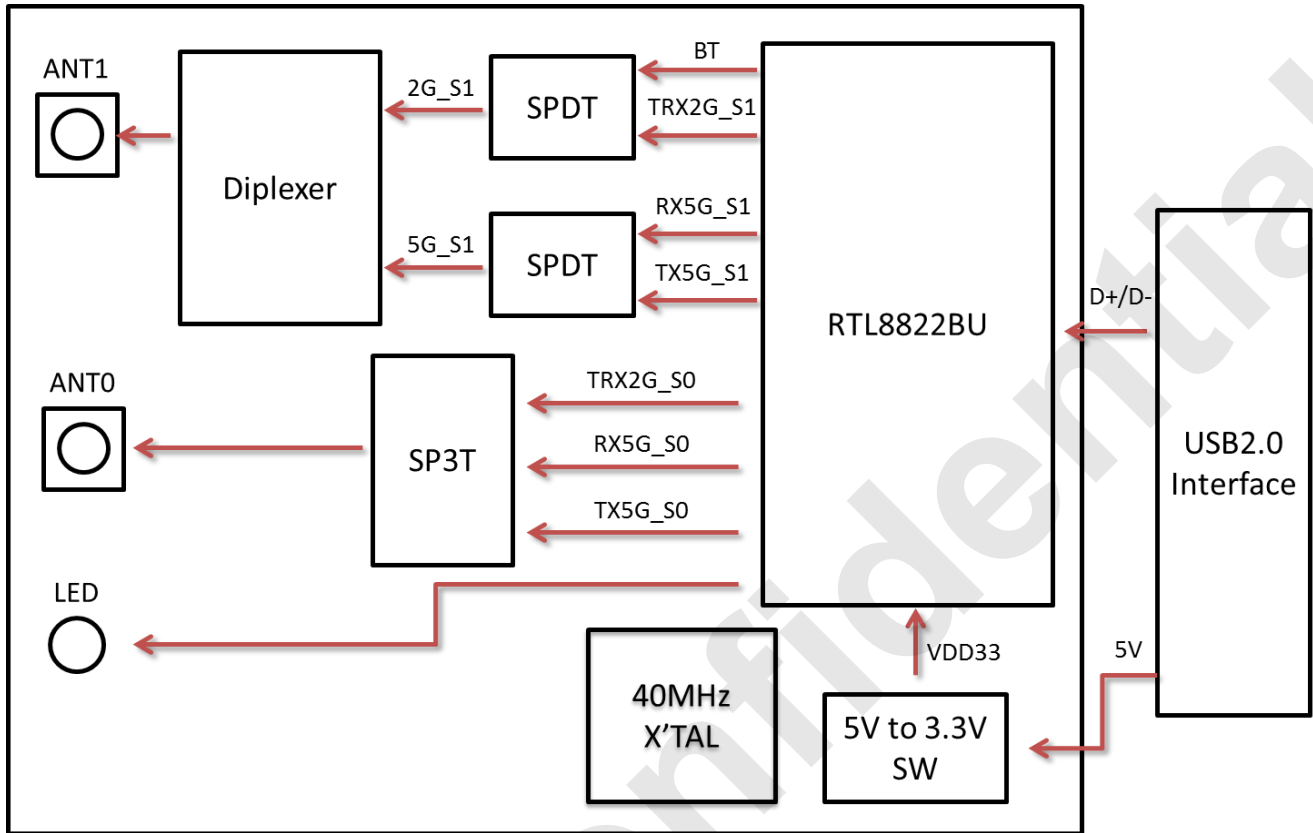 ANT1
Diplexer
2G_S1
5G_S1
SPDT
SPDT
BT
TRX2G_S1
RX5G_S1
TX5G_S1
RTL8822BU
D+/D-
USB2.0
Interface
ANT0
SP3T
TRX2G_S0
RX5G_S0
TX5G_S0
LED
40MHz
X'TAL
VDD33
5V to 3.3V
SW
5V